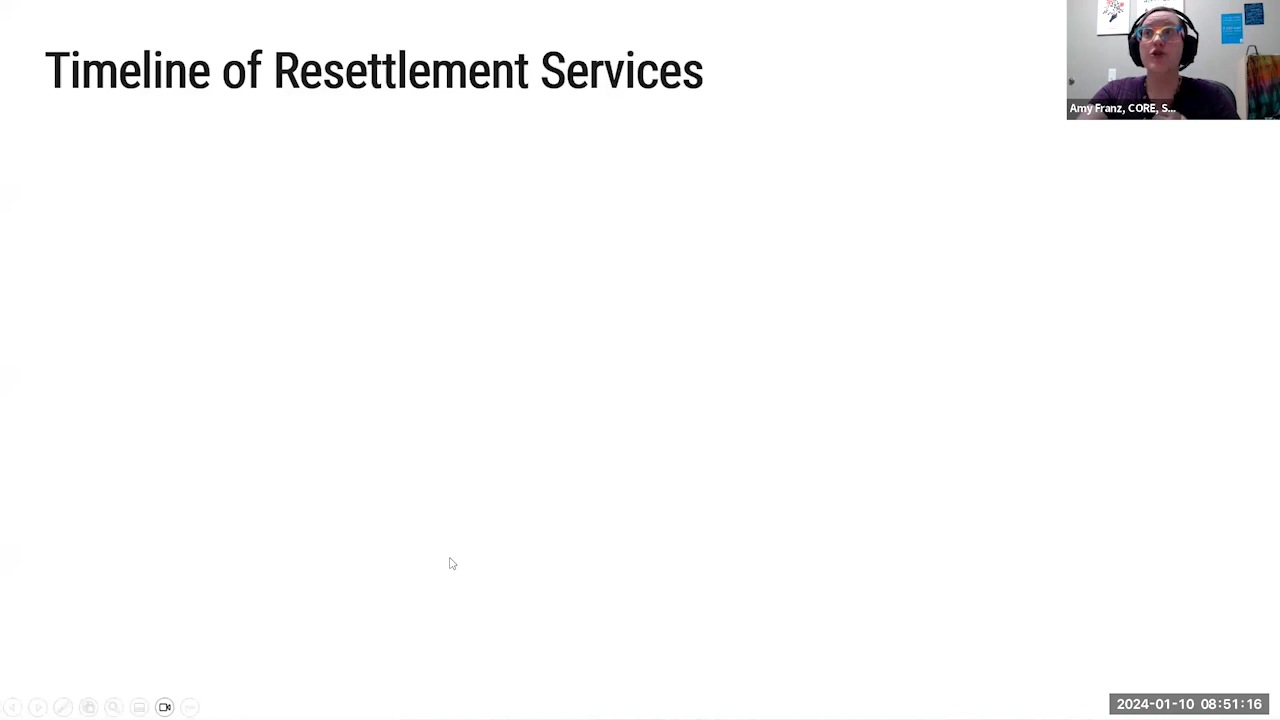 Timeline of Resettlement Services
Amy Franz, CORE, S...
2024-01-10 08:51:16